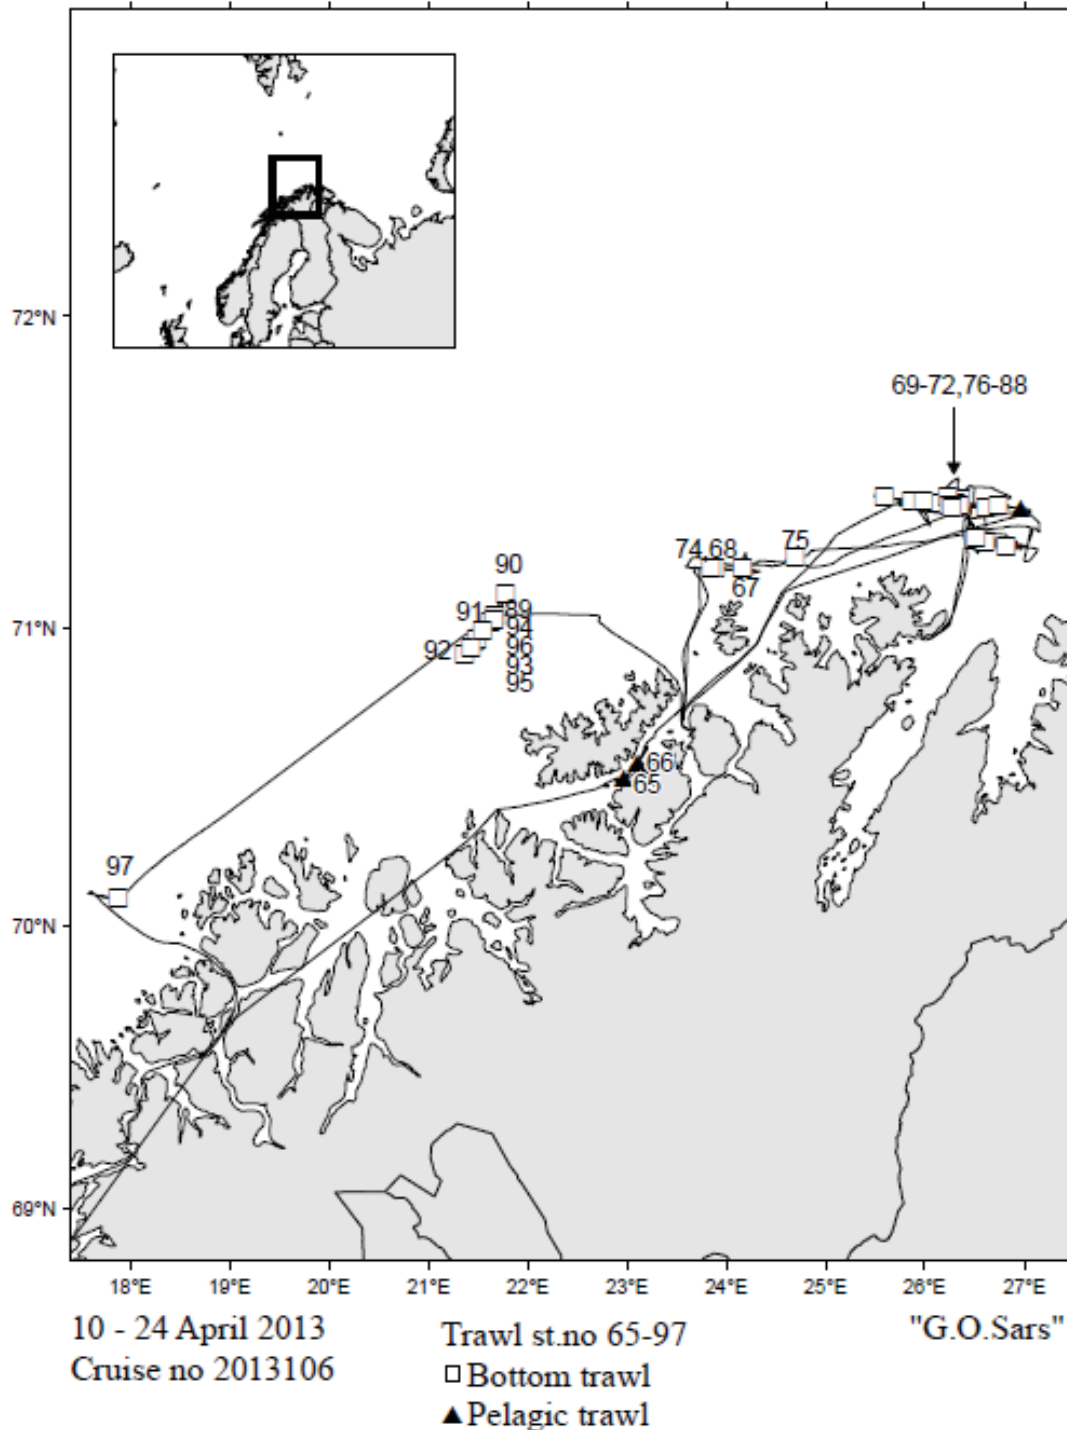 72°N
69-72,76-88
74,68
75
67
90
91
89
94
92
96
93
95
71°N
66
65
97
70°N
69°N
18°E 19°E 20°E 21°E 22°E 23°E 24°E 25°E 26°E 27°E
10 - 24 April 2013
Trawl st.no 65-97
"G.O.Sars"
Cruise no 2013106
Bottom trawl
Pelagic trawl